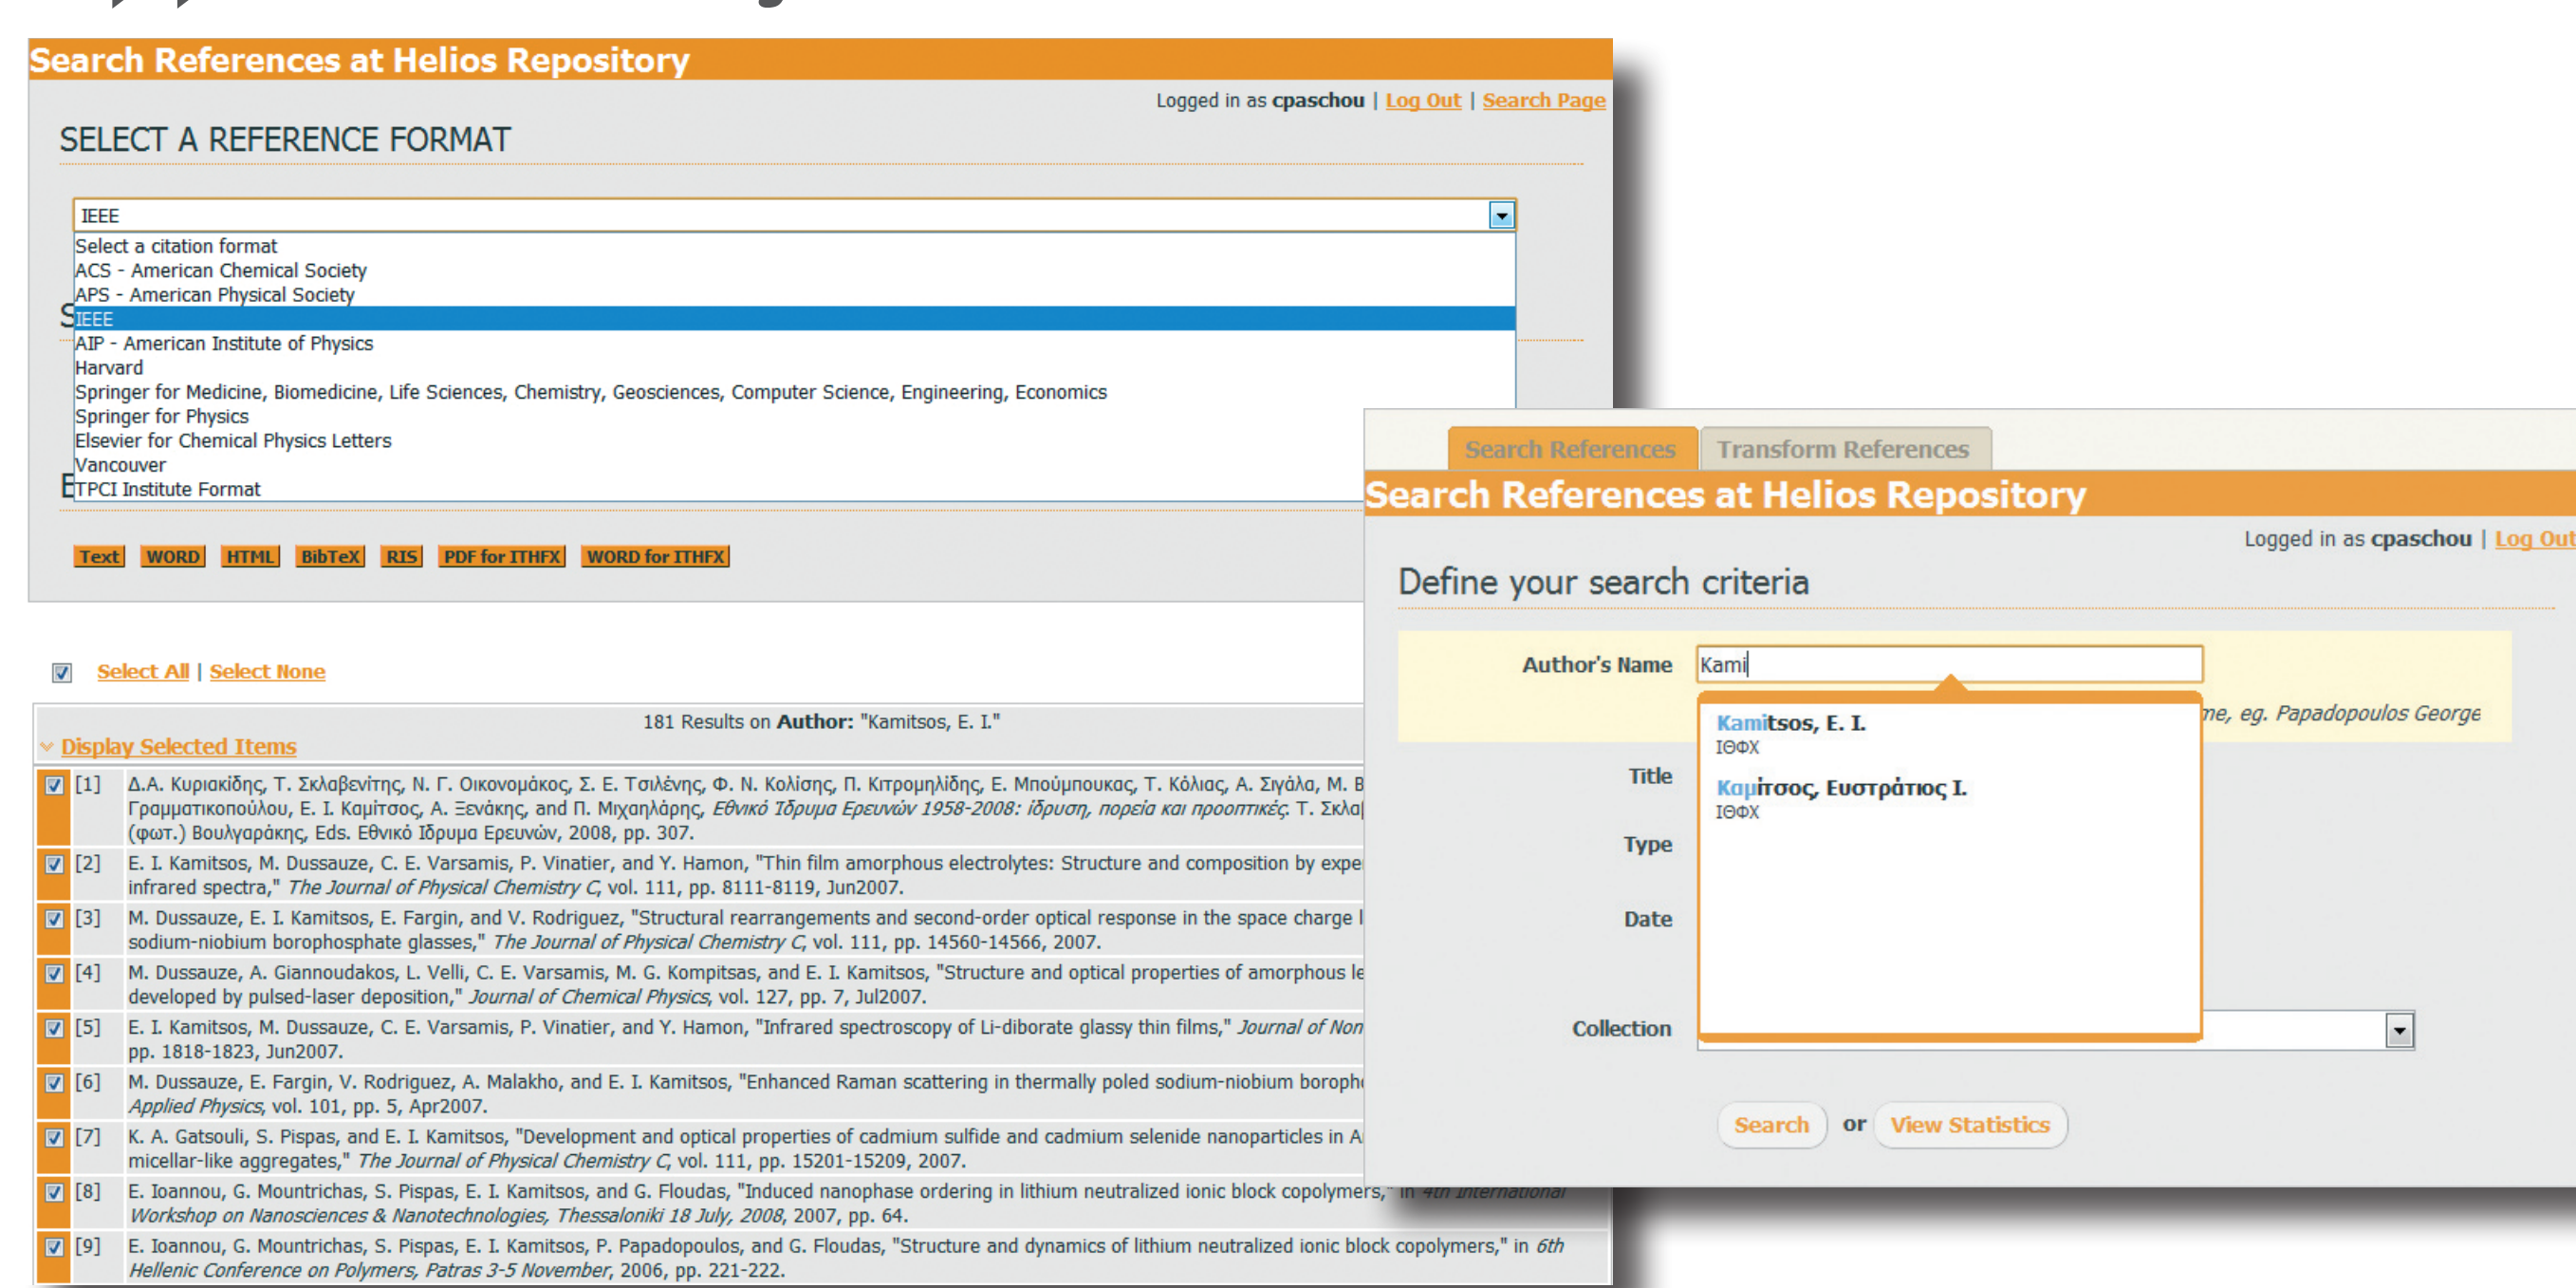 Search References at Helios Repository
Logged in as cpaschou | Log Out | Search Page
SELECT A REFERENCE FORMAT
IEEE
Select a citation format
ACS - American Chemical Society
APS - American Physical Society
IEEE
AIP - American Institute of Physics
Harvard
Springer for Medicine, Biomedicine, Life Sciences, Chemistry, Geosciences, Computer Science, Engineering, Economics
Springer for Physics
Elsevier for Chemical Physics Letters
Vancouver
TPCI Institute Format
Text WORD HTML BibTeX RIS PDF for ITHFX WORD for ITHFX
Select All | Select None
181 Results on Author: "Kamitsos, E. I."
Display Selected Items
[1] Δ.Α. Κυριακίδης, Τ. Σκλαβενίτης, Ν. Γ. Οικονομάκος, Σ. Ε. Τσιλένης, Φ. Ν. Κολίσης, Π. Κιτρομηλίδης, Ε. Μπούμπουκας, Τ. Κόλιας, Α. Σιγάλα, Μ. Β
Γραμματικοπούλου, Ε. Ι. Καμίτσος, Α. Ξενάκης, and Π. Μιχαηλάρης, Εθνικό Ίδρυμα Ερευνών 1958-2008: ίδρυση, πορεία και προοπτικές. Τ. Σκλα
(φωτ.) Βουλγαράκης, Eds. Εθνικό Ιδρυμα Ερευνών, 2008, pp. 307.
[2] E. I. Kamitsos, M. Dussauze, C. E. Varsamis, P. Vinatier, and Y. Hamon, "Thin film amorphous electrolytes: Structure and composition by expe
infrared spectra," The Journal of Physical Chemistry C, vol. 111, pp. 8111-8119, Jun2007.
[3] M. Dussauze, E. I. Kamitsos, E. Fargin, and V. Rodriguez, "Structural rearrangements and second-order optical response in the space charge l
sodium-niobium borophosphate glasses," The Journal of Physical Chemistry C, vol. 111, pp. 14560-14566, 2007.
[4] M. Dussauze, A. Giannoudakos, L. Velli, C. E. Varsamis, M. G. Kompitsas, and E. I. Kamitsos, "Structure and optical properties of amorphous le
developed by pulsed-laser deposition," Journal of Chemical Physics, vol. 127, pp. 7, Jul2007.
[5] E. I. Kamitsos, M. Dussauze, C. E. Varsamis, P. Vinatier, and Y. Hamon, "Infrared spectroscopy of Li-diborate glassy thin films," Journal of Non
pp. 1818-1823, Jun2007.
[6] M. Dussauze, E. Fargin, V. Rodriguez, A. Malakho, and E. I. Kamitsos, "Enhanced Raman scattering in thermally poled sodium-niobium boroph
Applied Physics, vol. 101, pp. 5, Apr2007.
[7] K. A. Gatsouli, S. Pispas, and E. I. Kamitsos, "Development and optical properties of cadmium sulfide and cadmium selenide nanoparticles in A
micellar-like aggregates," The Journal of Physical Chemistry C, vol. 111, pp. 15201-15209, 2007.
[8] E. Ioannou, G. Mountrichas, S. Pispas, E. I. Kamitsos, and G. Floudas, "Induced nanophase ordering in lithium neutralized ionic block copolymers," in 4th International
Workshop on Nanosciences & Nanotechnologies, Thessaloniki 18 July, 2008, 2007, pp. 64.
[9] E. Ioannou, G. Mountrichas, S. Pispas, E. I. Kamitsos, P. Papadopoulos, and G. Floudas, "Structure and dynamics of lithium neutralized ionic block copolymers," in 6th
Hellenic Conference on Polymers, Patras 3-5 November, 2006, pp. 221-222.
Search References Transform References
Search References at Helios Repository
Logged in as cpaschou | Log Out
Define your search criteria
Author's Name Kami
me, eg. Papadopoulos George
Kamitsos, E. I.
ΙΘΦΧ
Καμίτσος, Ευστράτιος Ι.
ΙΘΦΧ
Title
Type
Date
Collection
Search or View Statistics